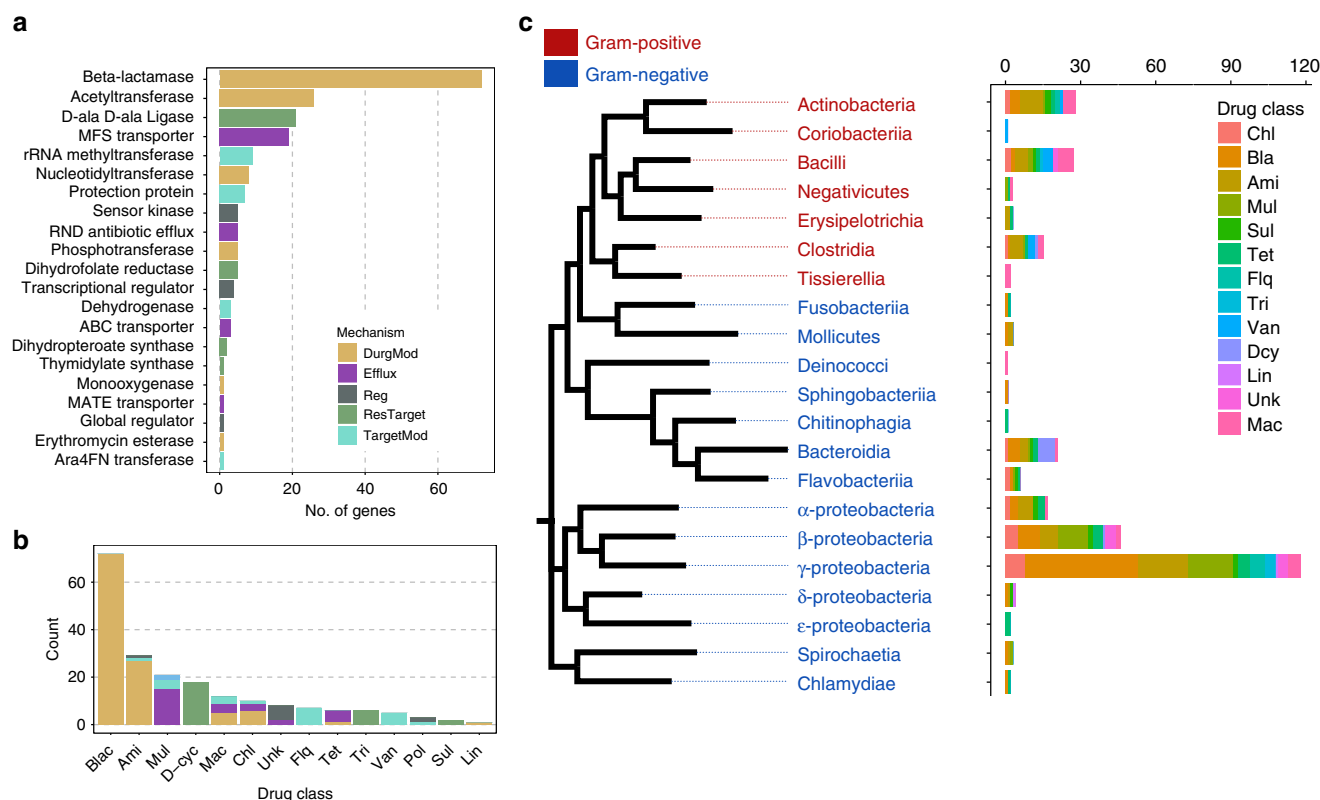 a
Beta-lactamase
Acetyltransferase
D-ala D-ala Ligase
MFS transporter
rRNA methyltransferase
Nucleotidyltransferase
Protection protein
Sensor kinase
RND antibiotic efflux
Phosphotransferase
Dihydrofolate reductase
Transcriptional regulator
Dehydrogenase
ABC transporter
Dihydropteroate synthase
Thymidylate synthase
Monooxygenase
MATE transporter
Global regulator
Erythromycin esterase
Ara4FN transferase
Mechanism
DurgMod
Efflux
Reg
ResTarget
TargetMod
0 20 40 60
No. of genes
b
Count
60
40
20
0
Blac Ami Mul D-cyc Mac Chl Unk Flq Tet Tri Van Pol Sul Lin
Drug class
c
Gram-positive
Gram-negative
Actinobacteria
Coriobacteriia
Bacilli
Negativicutes
Erysipelotrichia
Clostridia
Tissierellia
Fusobacteriia
Mollicutes
Deinococci
Sphingobacteriia
Chitinophagia
Bacteroidia
Flavobacteriia
α-proteobacteria
β-proteobacteria
γ-proteobacteria
δ-proteobacteria
ε-proteobacteria
Spirochaetia
Chlamydiae
0 30 60 90 120
Drug class
Chl
Bla
Ami
Mul
Sul
Tet
Flq
Tri
Van
Dcy
Lin
Unk
Mac